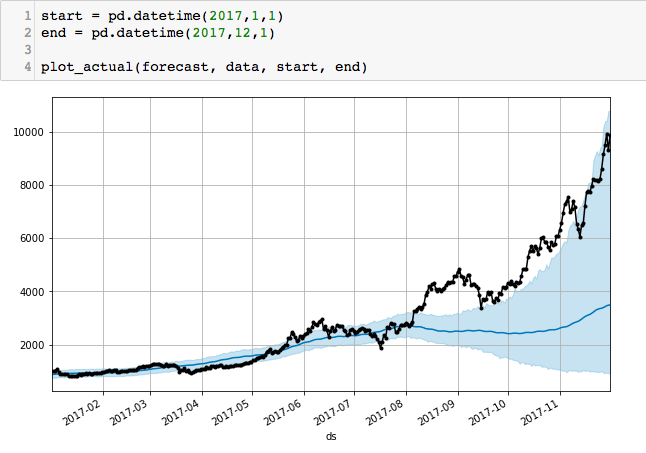 1 start = pd.datetime(2017,1,1)
2 end = pd.datetime(2017,12,1)
3
4 plot_actual(forecast, data, start, end)
10000
8000
6000
4000
2000
2017-02 2017-03 2017-04 2017-05 2017-06 2017-07 2017-08 2017-09 2017-10 2017-11
ds